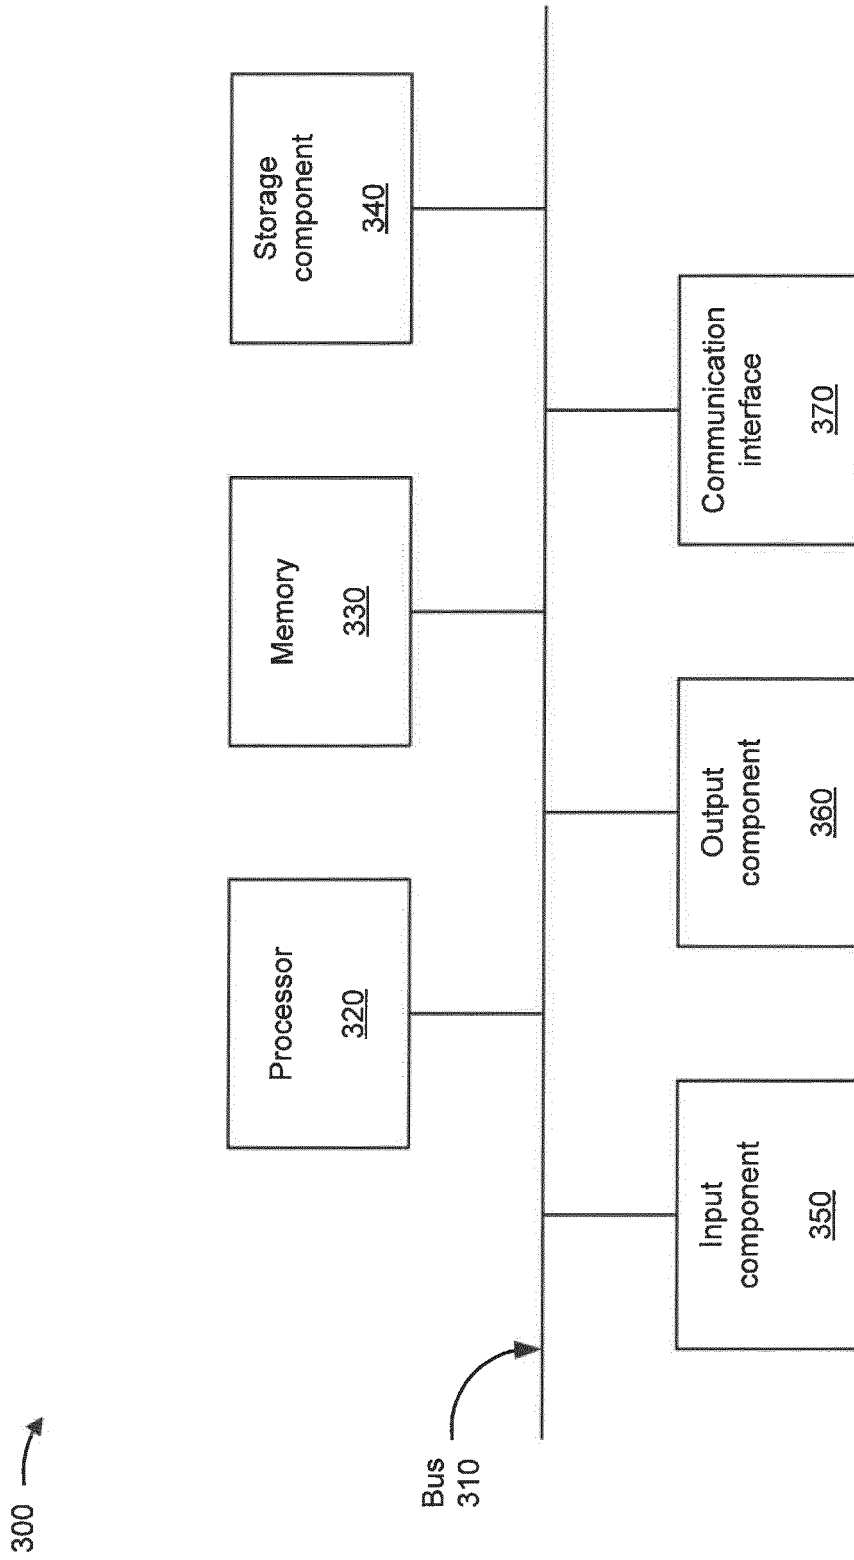 300
Processor
320
Memory
330
Storage
component
340
Bus
310
Input
component
350
Output
component
360
Communication
interface
370